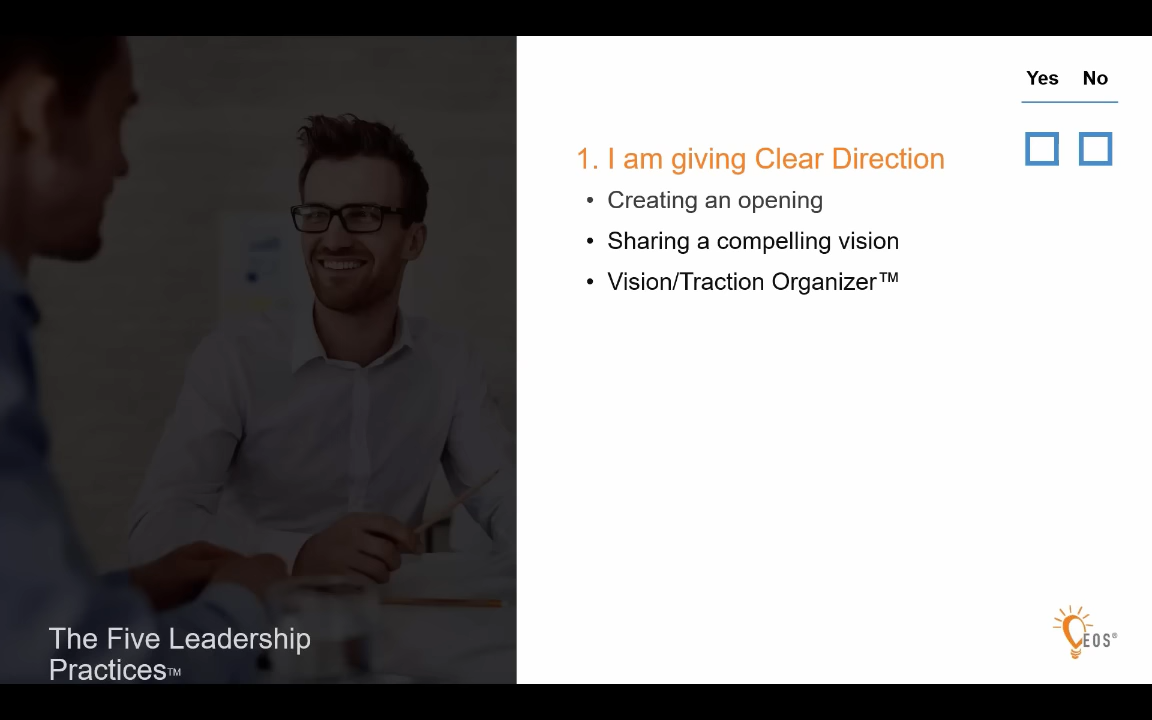 Yes No
1. I am giving Clear Direction
• Creating an opening
• Sharing a compelling vision
• Vision/Traction Organizer™
The Five Leadership
Practices™
EOS®